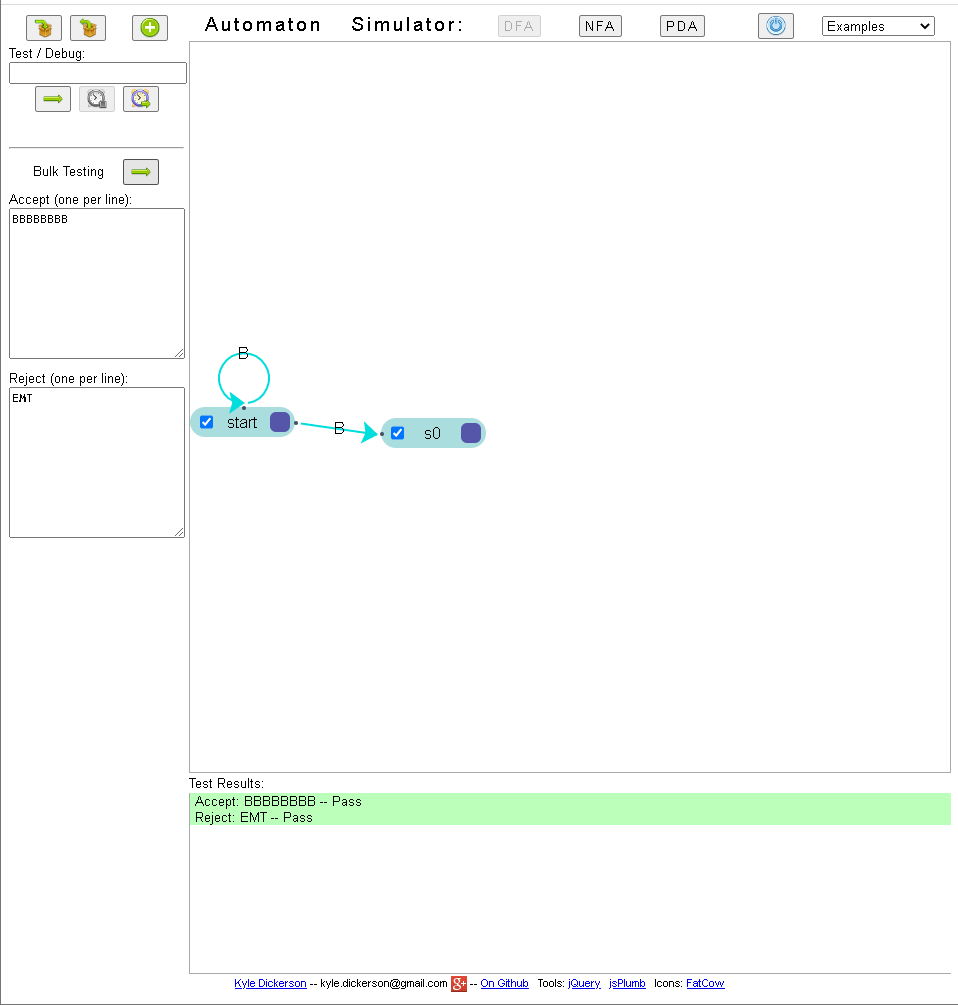 Automaton Simulator: DFA NFA PDA Examples
Test / Debug:
Bulk Testing
Accept (one per line):
BBBBBBBB
Reject (one per line):
EMT
B
start
B
s0
Test Results:
Accept: BBBBBBBB -- Pass
Reject: EMT -- Pass
Kyle Dickerson -- kyle.dickerson@gmail.com g+ -- On Github Tools: jQuery jsPlumb Icons: FatCow